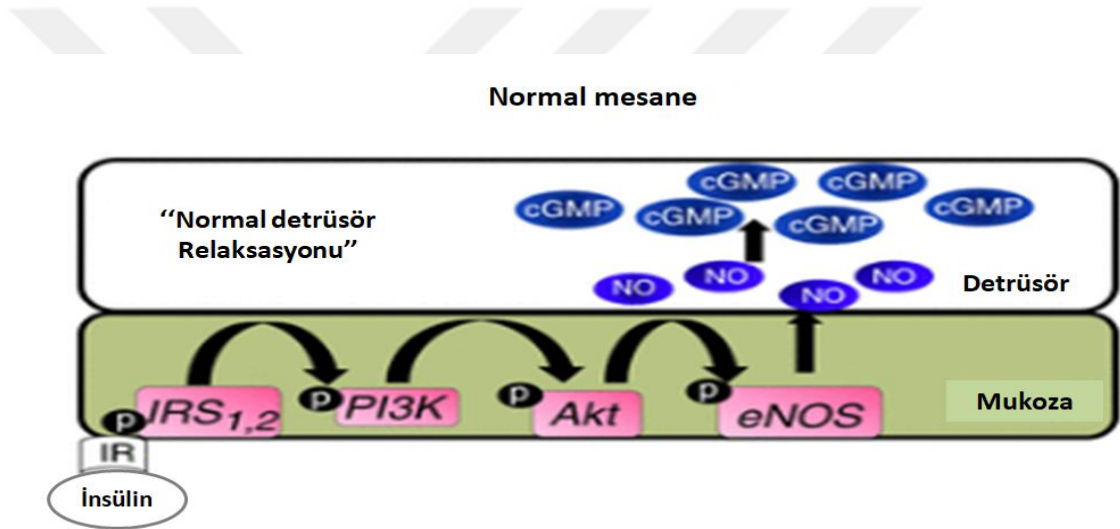 Normal mesane
“Normal detrüsör
Relaksasyonu”
cGMP
cGMP
cGMP
cGMP
cGMP
cGMP
NO
NO
NO
NO
Detrüsör
P IRS1,2
P PI3K
P Akt
P eNOS
Mukoza
IR
İnsülin